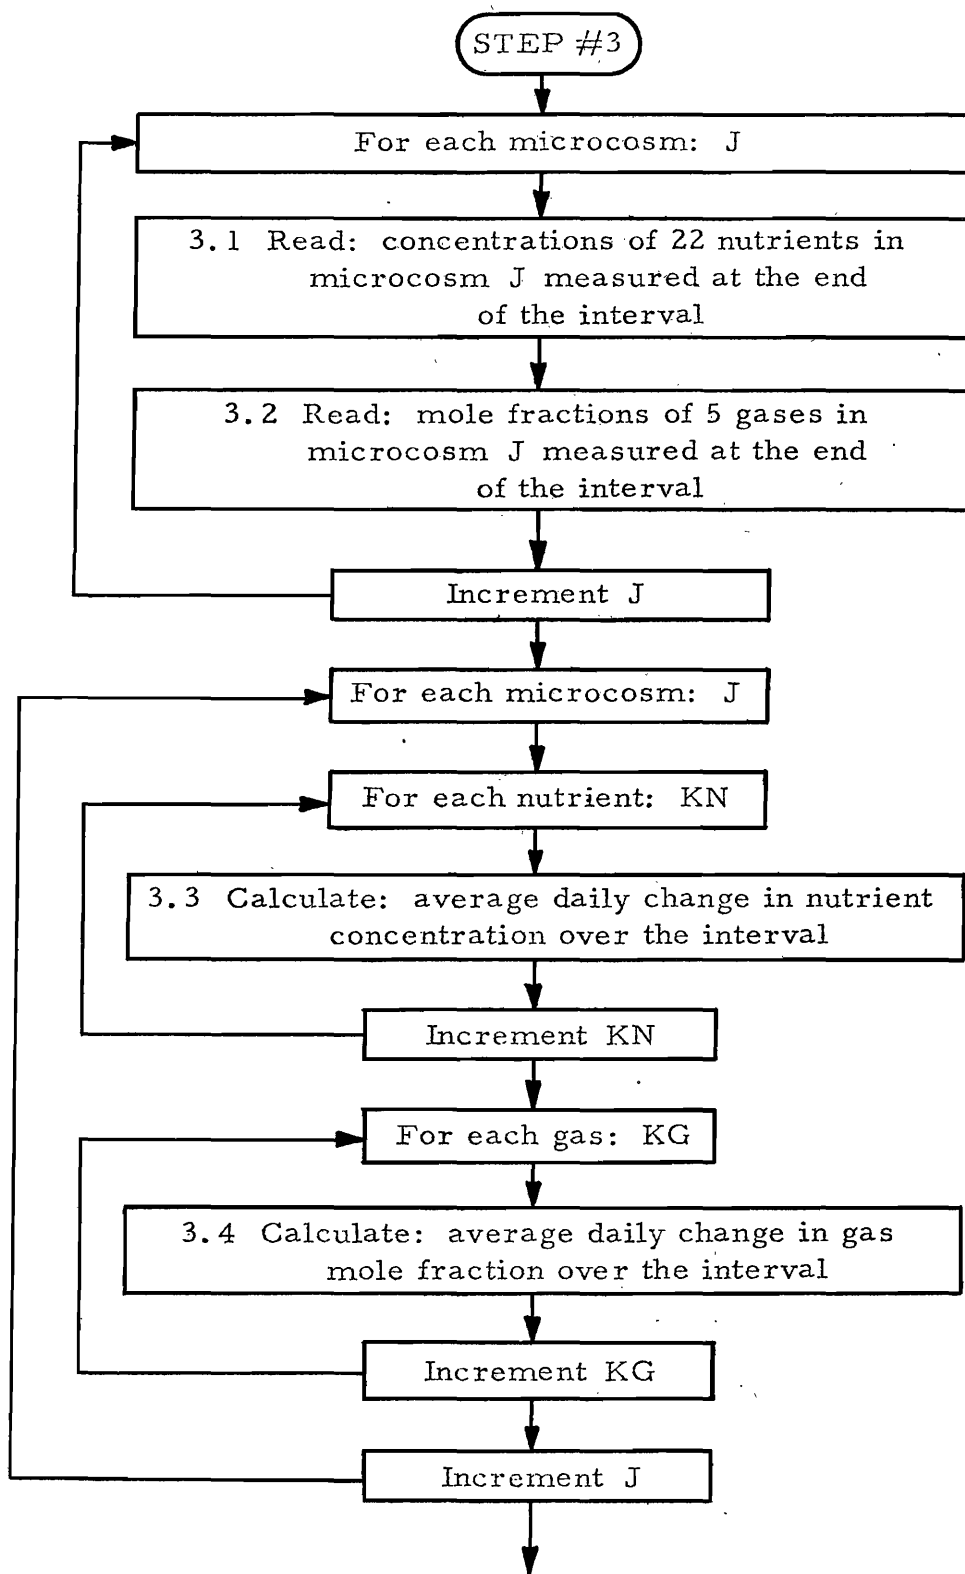 STEP #3
For each microcosm: J
3.1 Read: concentrations of 22 nutrients in
microcosm J measured at the end
of the interval
3.2 Read: mole fractions of 5 gases in
microcosm J measured at the end
of the interval
Increment J
For each microcosm: J
For each nutrient: KN
3.3 Calculate: average daily change in nutrient
concentration over the interval
Increment KN
For each gas: KG
3.4 Calculate: average daily change in gas
mole fraction over the interval
Increment KG
Increment J